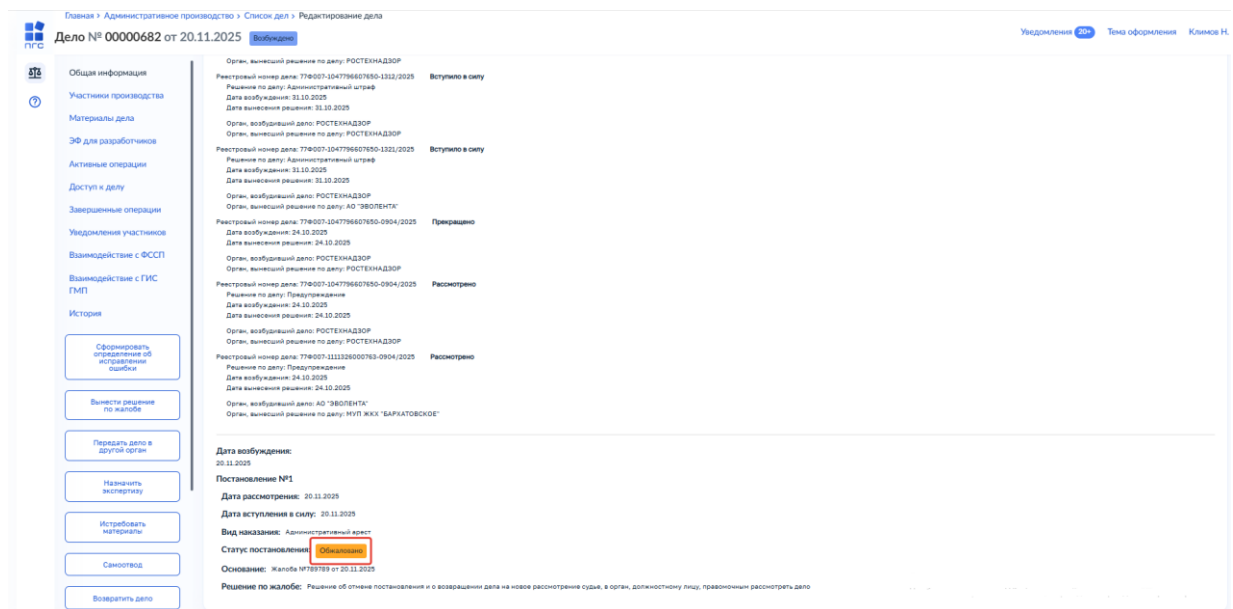 Главная > Административное производство > Список дел > Редактирование дела
ПГС
Дело № 00000682 от 20.11.2025 Возбуждено
Уведомления 20+ Тема оформления Климов Н.
Общая информация
Участники производства
Материалы дела
ЭФ для разработчиков
Активные операции
Доступ к делу
Завершенные операции
Уведомления участников
Взаимодействие с ФССП
Взаимодействие с ГИС
ГМП
История
Сформировать
определение об
исправлении
ошибки
Вынести решение
по жалобе
Передать дело в
другой орган
Назначить
экспертизу
Истребовать
материалы
Самоотвод
Возвратить дело
Орган, вынесший решение по делу: РОСТЕХНАДЗОР
Реестровый номер дела: 77Ф007-1047796607650-1312/2025 Вступило в силу
Решение по делу: Административный штраф
Дата возбуждения: 31.10.2025
Дата вынесения решения: 31.10.2025
Орган, возбудивший дело: РОСТЕХНАДЗОР
Орган, вынесший решение по делу: РОСТЕХНАДЗОР
Реестровый номер дела: 77Ф007-1047796607650-1321/2025 Вступило в силу
Решение по делу: Административный штраф
Дата возбуждения: 31.10.2025
Дата вынесения решения: 31.10.2025
Орган, возбудивший дело: РОСТЕХНАДЗОР
Орган, вынесший решение по делу: АО "ЭВОЛЕНТА"
Реестровый номер дела: 77Ф007-1047796607650-0904/2025 Прекращено
Дата возбуждения: 24.10.2025
Дата вынесения решения: 24.10.2025
Орган, возбудивший дело: РОСТЕХНАДЗОР
Орган, вынесший решение по делу: РОСТЕХНАДЗОР
Реестровый номер дела: 77Ф007-1047796607650-0904/2025 Рассмотрено
Решение по делу: Предупреждение
Дата возбуждения: 24.10.2025
Дата вынесения решения: 24.10.2025
Орган, возбудивший дело: РОСТЕХНАДЗОР
Орган, вынесший решение по делу: РОСТЕХНАДЗОР
Реестровый номер дела: 77Ф007-1111326000763-0904/2025 Рассмотрено
Решение по делу: Предупреждение
Дата возбуждения: 24.10.2025
Дата вынесения решения: 24.10.2025
Орган, возбудивший дело: АО "ЭВОЛЕНТА"
Орган, вынесший решение по делу: МУП ЖКХ "БАРХАТОВСКОЕ"
Дата возбуждения:
20.11.2025
Постановление №1
Дата рассмотрения: 20.11.2025
Дата вступления в силу: 20.11.2025
Вид наказания: Административный арест
Статус постановления: Обжаловано
Основание: Жалоба №789789 от 20.11.2025
Решение по жалобе: Решение об отмене постановления и о возвращении дела на новое рассмотрение судье, в орган, должностному лицу, правомочным рассмотреть дело